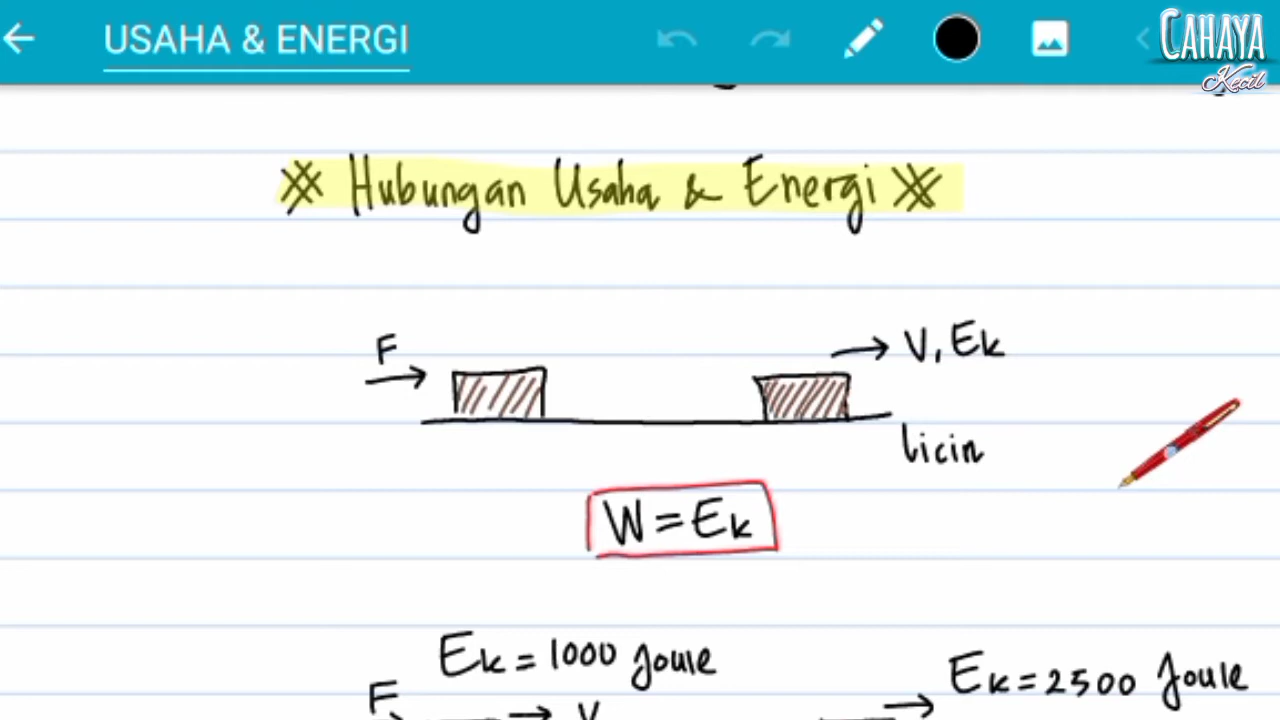 USAHA & ENERGI
CAHAYA
Kecil
Hubungan Usaha & Energi
F
V, Ek
licin
W = Ek
Ek = 1000 Joule
Ek = 2500 Joule
F
V